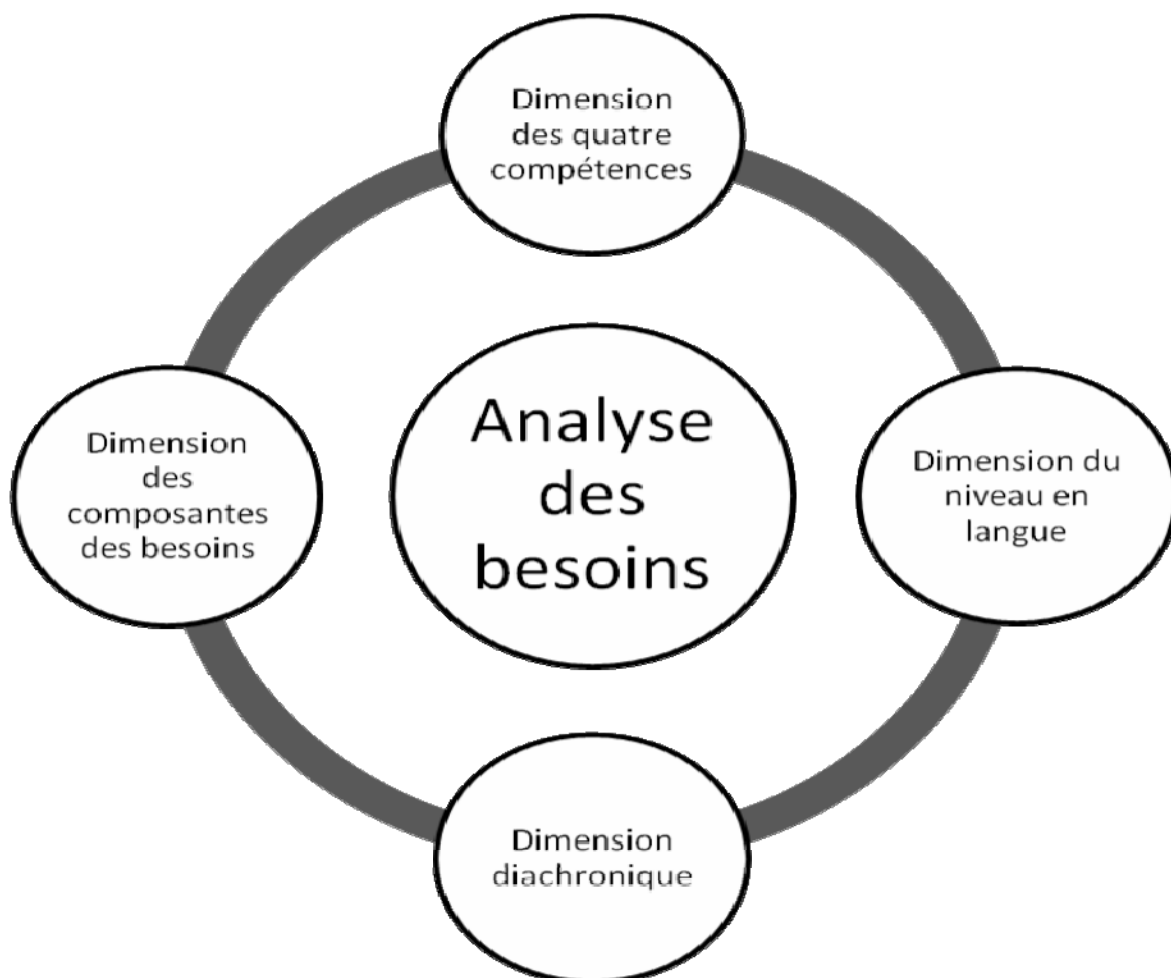 Dimension
des quatre
compétences
Dimension
des
composantes
des besoins
Analyse
des
besoins
Dimension du
niveau en
langue
Dimension
diachronique